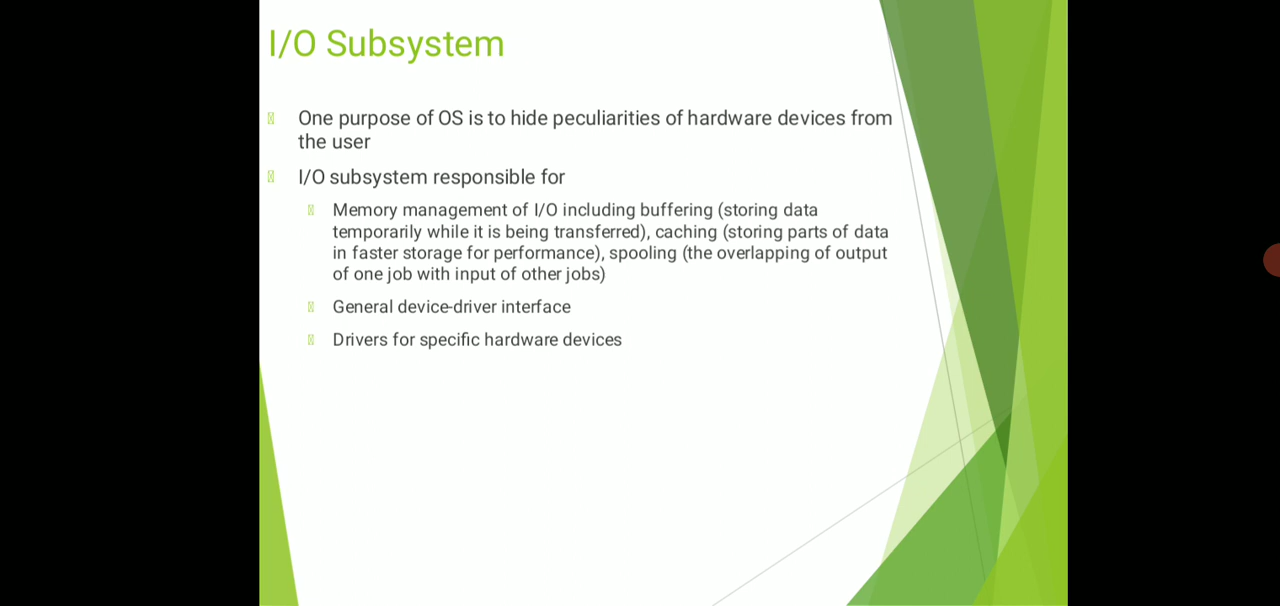 I/O Subsystem
One purpose of OS is to hide peculiarities of hardware devices from
the user
I/O subsystem responsible for
Memory management of I/O including buffering (storing data
temporarily while it is being transferred), caching (storing parts of data
in faster storage for performance), spooling (the overlapping of output
of one job with input of other jobs)
General device-driver interface
Drivers for specific hardware devices